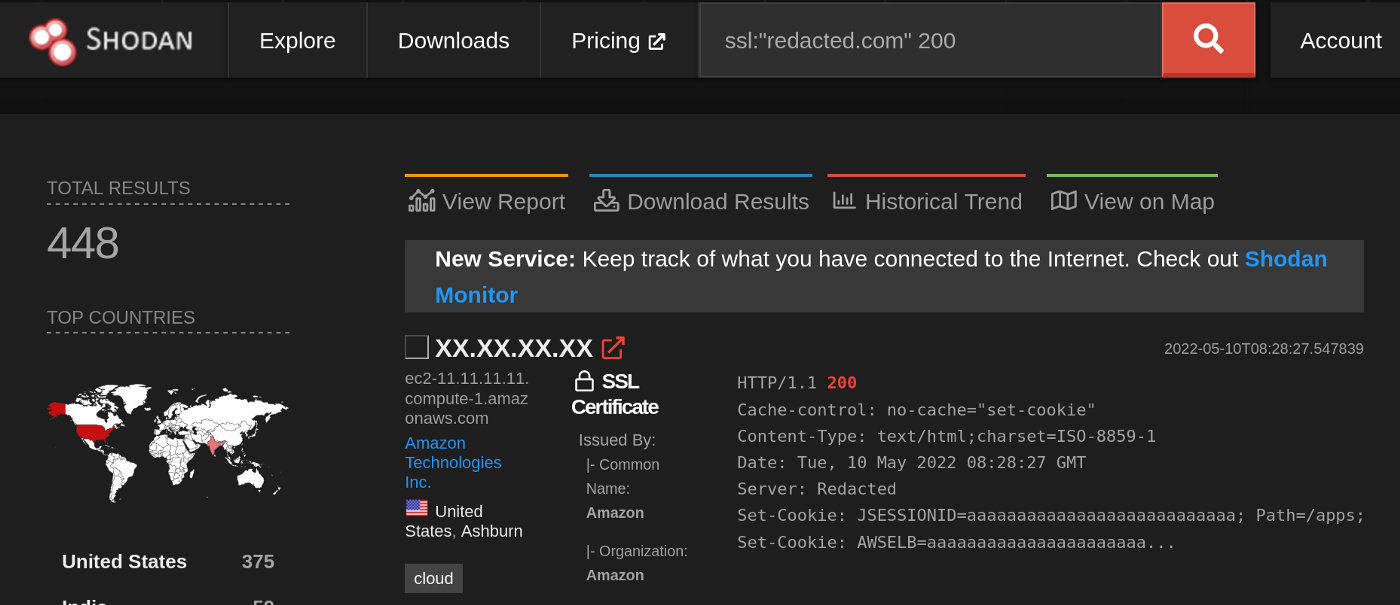 SHODAN
Explore
Downloads
Pricing
ssl:"redacted.com" 200
Account
TOTAL RESULTS
448
TOP COUNTRIES
United States 375
View Report
Download Results
Historical Trend
View on Map
New Service: Keep track of what you have connected to the Internet. Check out Shodan
Monitor
XX.XX.XX.XX
2022-05-10T08:28:27.547839
ec2-11.11.11.11.
compute-1.amaz
onaws.com
Amazon
Technologies
Inc.
United
States, Ashburn
cloud
SSL
Certificate
Issued By:
|- Common
Name:
Amazon
|- Organization:
Amazon
HTTP/1.1 200
Cache-control: no-cache="set-cookie"
Content-Type: text/html;charset=ISO-8859-1
Date: Tue, 10 May 2022 08:28:27 GMT
Server: Redacted
Set-Cookie: JSESSIONID=aaaaaaaaaaaaaaaaaaaaaaaaaaa; Path=/apps;
Set-Cookie: AWSELB=aaaaaaaaaaaaaaaaaaaaaa...